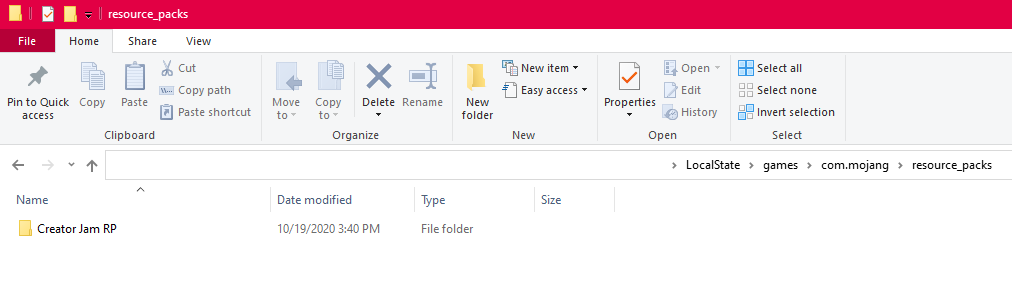 resource_packs
File Home Share View
Pin to Quick access
Copy
Paste
Cut
Copy path
Paste shortcut
Clipboard
Move to
Copy to
Delete
Rename
Organize
New folder
New item
Easy access
New
Properties
Open
Edit
History
Open
Select all
Select none
Invert selection
Select
LocalState games com.mojang resource_packs
Name Date modified Type Size
Creator Jam RP 10/19/2020 3:40 PM File folder